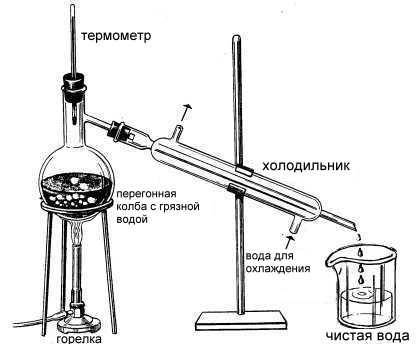 термометр
холодильник
перегонная
колба с грязной
водой
вода для
охлаждения
горелка
чистая вода